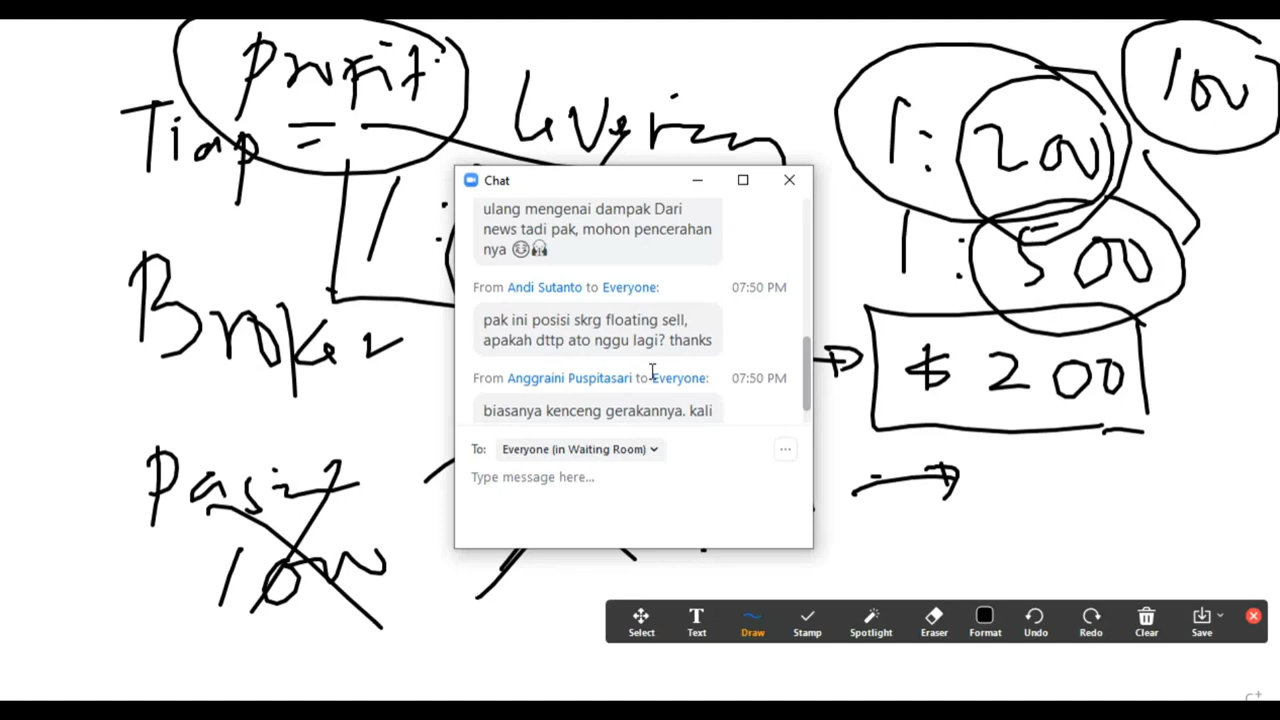 Profit
Tiap =
Leverage
1 : 200
100
1 :
1 : 500
Broker
$ 200
Pasir
100
Chat
ulang mengenai dampak Dari
news tadi pak, mohon pencerahan
nya
From Andi Sutanto to Everyone: 07:50 PM
pak ini posisi skrg floating sell,
apakah dttp ato nggu lagi? thanks
From Anggraini Puspitasari to Everyone: 07:50 PM
biasanya kenceng gerakannya. kali
To: Everyone (in Waiting Room)
Type message here...
Select Text Draw Stamp Spotlight Eraser Format Undo Redo Clear Save